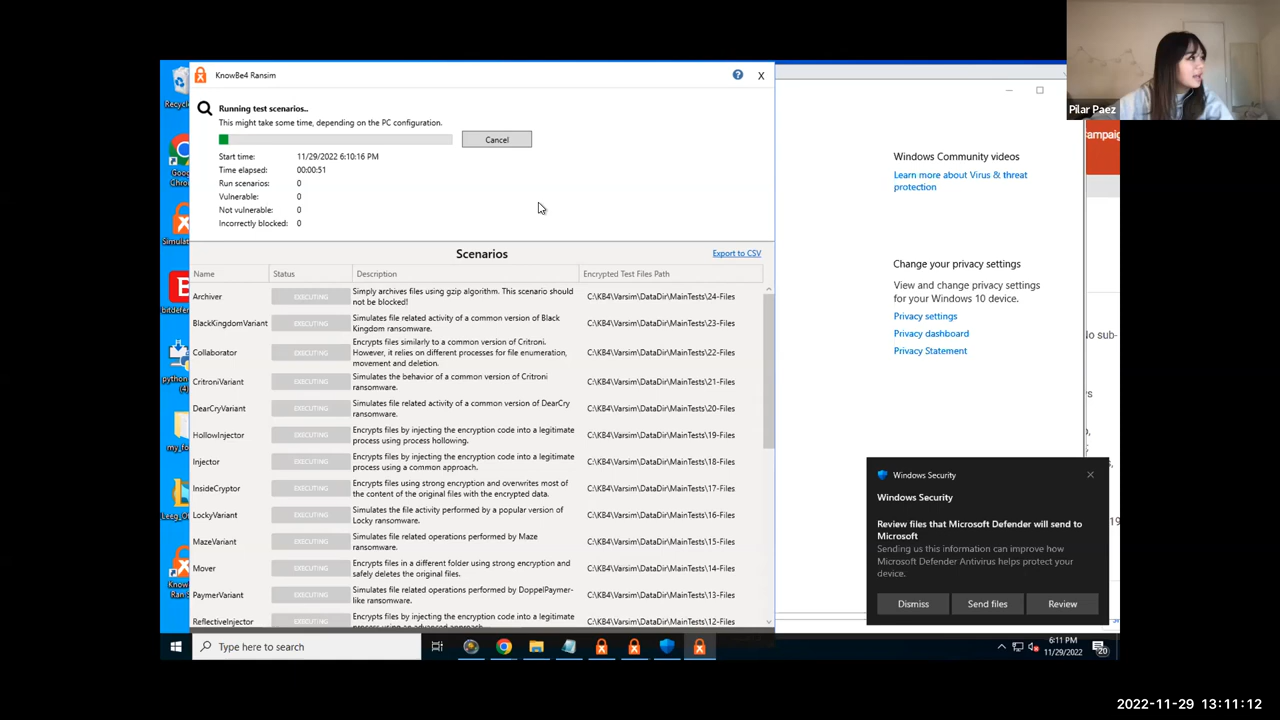 KnowBe4 Ransim
X
Running test scenarios..
This might take some time, depending on the PC configuration.
Cancel
Start time: 11/29/2022 6:10:16 PM
Time elapsed: 00:00:51
Run scenarios: 0
Vulnerable: 0
Not vulnerable: 0
Incorrectly blocked: 0
Scenarios
Export to CSV
Name Status Description Encrypted Test Files Path
Archiver EXECUTING Simply archives files using gzip algorithm. This scenario should
not be blocked! C:\KB4\Varsim\DataDir\MainTests\24-Files
BlackKingdomVariant EXECUTING Simulates file related activity of a common version of Black
Kingdom ransomware. C:\KB4\Varsim\DataDir\MainTests\23-Files
Collaborator EXECUTING Encrypts files similarly to a common version of Critroni.
However, it relies on different processes for file enumeration,
movement and deletion. C:\KB4\Varsim\DataDir\MainTests\22-Files
CritroniVariant EXECUTING Simulates the behavior of a common version of Critroni
ransomware. C:\KB4\Varsim\DataDir\MainTests\21-Files
DearCryVariant EXECUTING Simulates file related activity of a common version of DearCry
ransomware. C:\KB4\Varsim\DataDir\MainTests\20-Files
HollowInjector EXECUTING Encrypts files by injecting the encryption code into a legitimate
process using process hollowing. C:\KB4\Varsim\DataDir\MainTests\19-Files
Injector EXECUTING Encrypts files by injecting the encryption code into a legitimate
process using a common approach. C:\KB4\Varsim\DataDir\MainTests\18-Files
InsideCryptor EXECUTING Encrypts files using strong encryption and overwrites most of
the content of the original files with the encrypted data. C:\KB4\Varsim\DataDir\MainTests\17-Files
LockyVariant EXECUTING Simulates the file activity performed by a popular version of
Locky ransomware. C:\KB4\Varsim\DataDir\MainTests\16-Files
MazeVariant EXECUTING Simulates file related operations performed by Maze
ransomware. C:\KB4\Varsim\DataDir\MainTests\15-Files
Mover EXECUTING Encrypts files in a different folder using strong encryption and
safely deletes the original files. C:\KB4\Varsim\DataDir\MainTests\14-Files
PaymerVariant EXECUTING Simulates file related operations performed by DoppelPaymer-
like ransomware. C:\KB4\Varsim\DataDir\MainTests\13-Files
ReflectiveInjector EXECUTING Encrypts files by injecting the encryption code into a legitimate
C:\KB4\Varsim\DataDir\MainTests\12-Files
Windows Community videos
Learn more about Virus & threat
protection
Change your privacy settings
View and change privacy settings
for your Windows 10 device.
Privacy settings
Privacy dashboard
Privacy Statement
Windows Security
Windows Security
Review files that Microsoft Defender will send to
Microsoft
Sending us this information can improve how
Microsoft Defender Antivirus helps protect your
device.
Dismiss Send files Review
Pilar Paez
Type here to search
6:11 PM
11/29/2022
20
2022-11-29 13:11:12